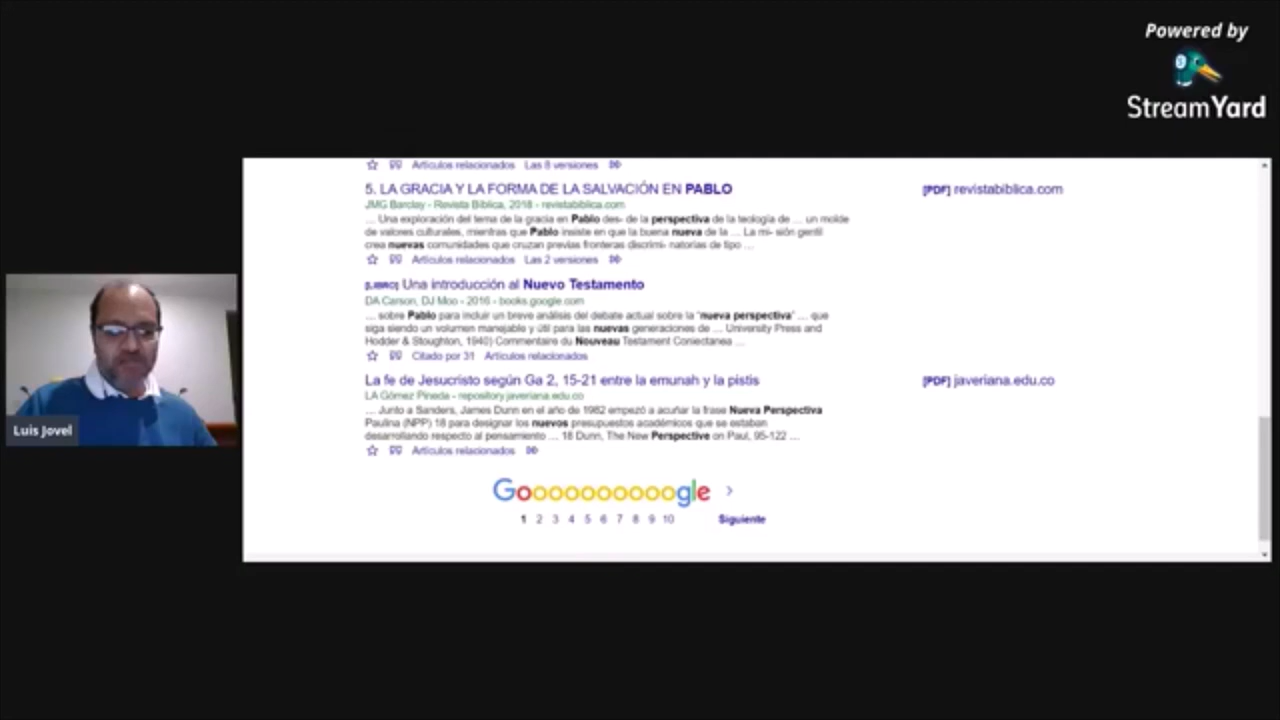 Powered by
StreamYard
Artículos relacionados Las 8 versiones
5. LA GRACIA Y LA FORMA DE LA SALVACIÓN EN PABLO
[PDF] revistabiblica.com
JMG Barclay - Revista Bíblica, 2018 - revistabiblica.com
... Una exploración del tema de la gracia en Pablo des- de la perspectiva de la teología de ... un molde
de valores culturales, mientras que Pablo insiste en que la buena nueva de la ... La mi- sión gentil
crea nuevas comunidades que cruzan previas fronteras discrimi- natorias de tipo ...
Artículos relacionados Las 2 versiones
[LIBRO] Una introducción al Nuevo Testamento
DA Carson, DJ Moo - 2016 - books.google.com
... sobre Pablo para incluir un breve análisis del debate actual sobre la "nueva perspectiva" ... que
siga siendo un volumen manejable y útil para las nuevas generaciones de ... University Press and
Hodder & Stoughton, 1940) Commentaire du Nouveau Testament Coniectanea ...
Citado por 31 Artículos relacionados
La fe de Jesucristo según Ga 2, 15-21 entre la emunah y la pistis
[PDF] javeriana.edu.co
LA Gómez Pineda - repository.javeriana.edu.co
... Junto a Sanders, James Dunn en el año de 1982 empezó a acuñar la frase Nueva Perspectiva
Paulina (NPP) 18 para designar los nuevos presupuestos académicos que se estaban
desarrollando respecto al pensamiento ... 18 Dunn, The New Perspective on Paul, 95-122 ...
Artículos relacionados
Luis Jovel
Goooooooooogle
1 2 3 4 5 6 7 8 9 10 Siguiente